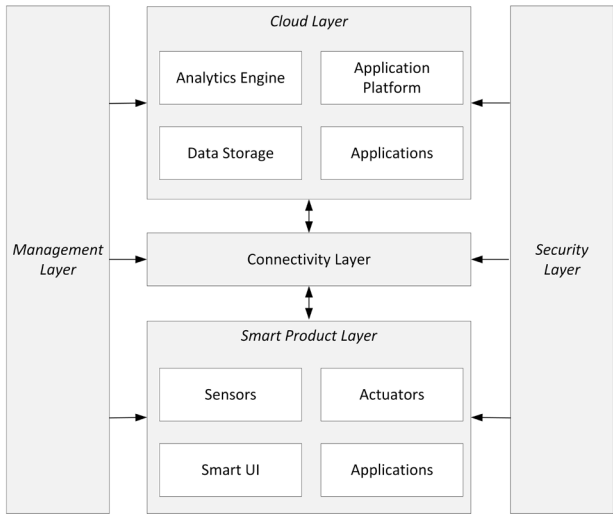 Cloud Layer
Analytics Engine
Application
Platform
Data Storage
Applications
Management
Layer
Connectivity Layer
Security
Layer
Smart Product Layer
Sensors
Actuators
Smart UI
Applications